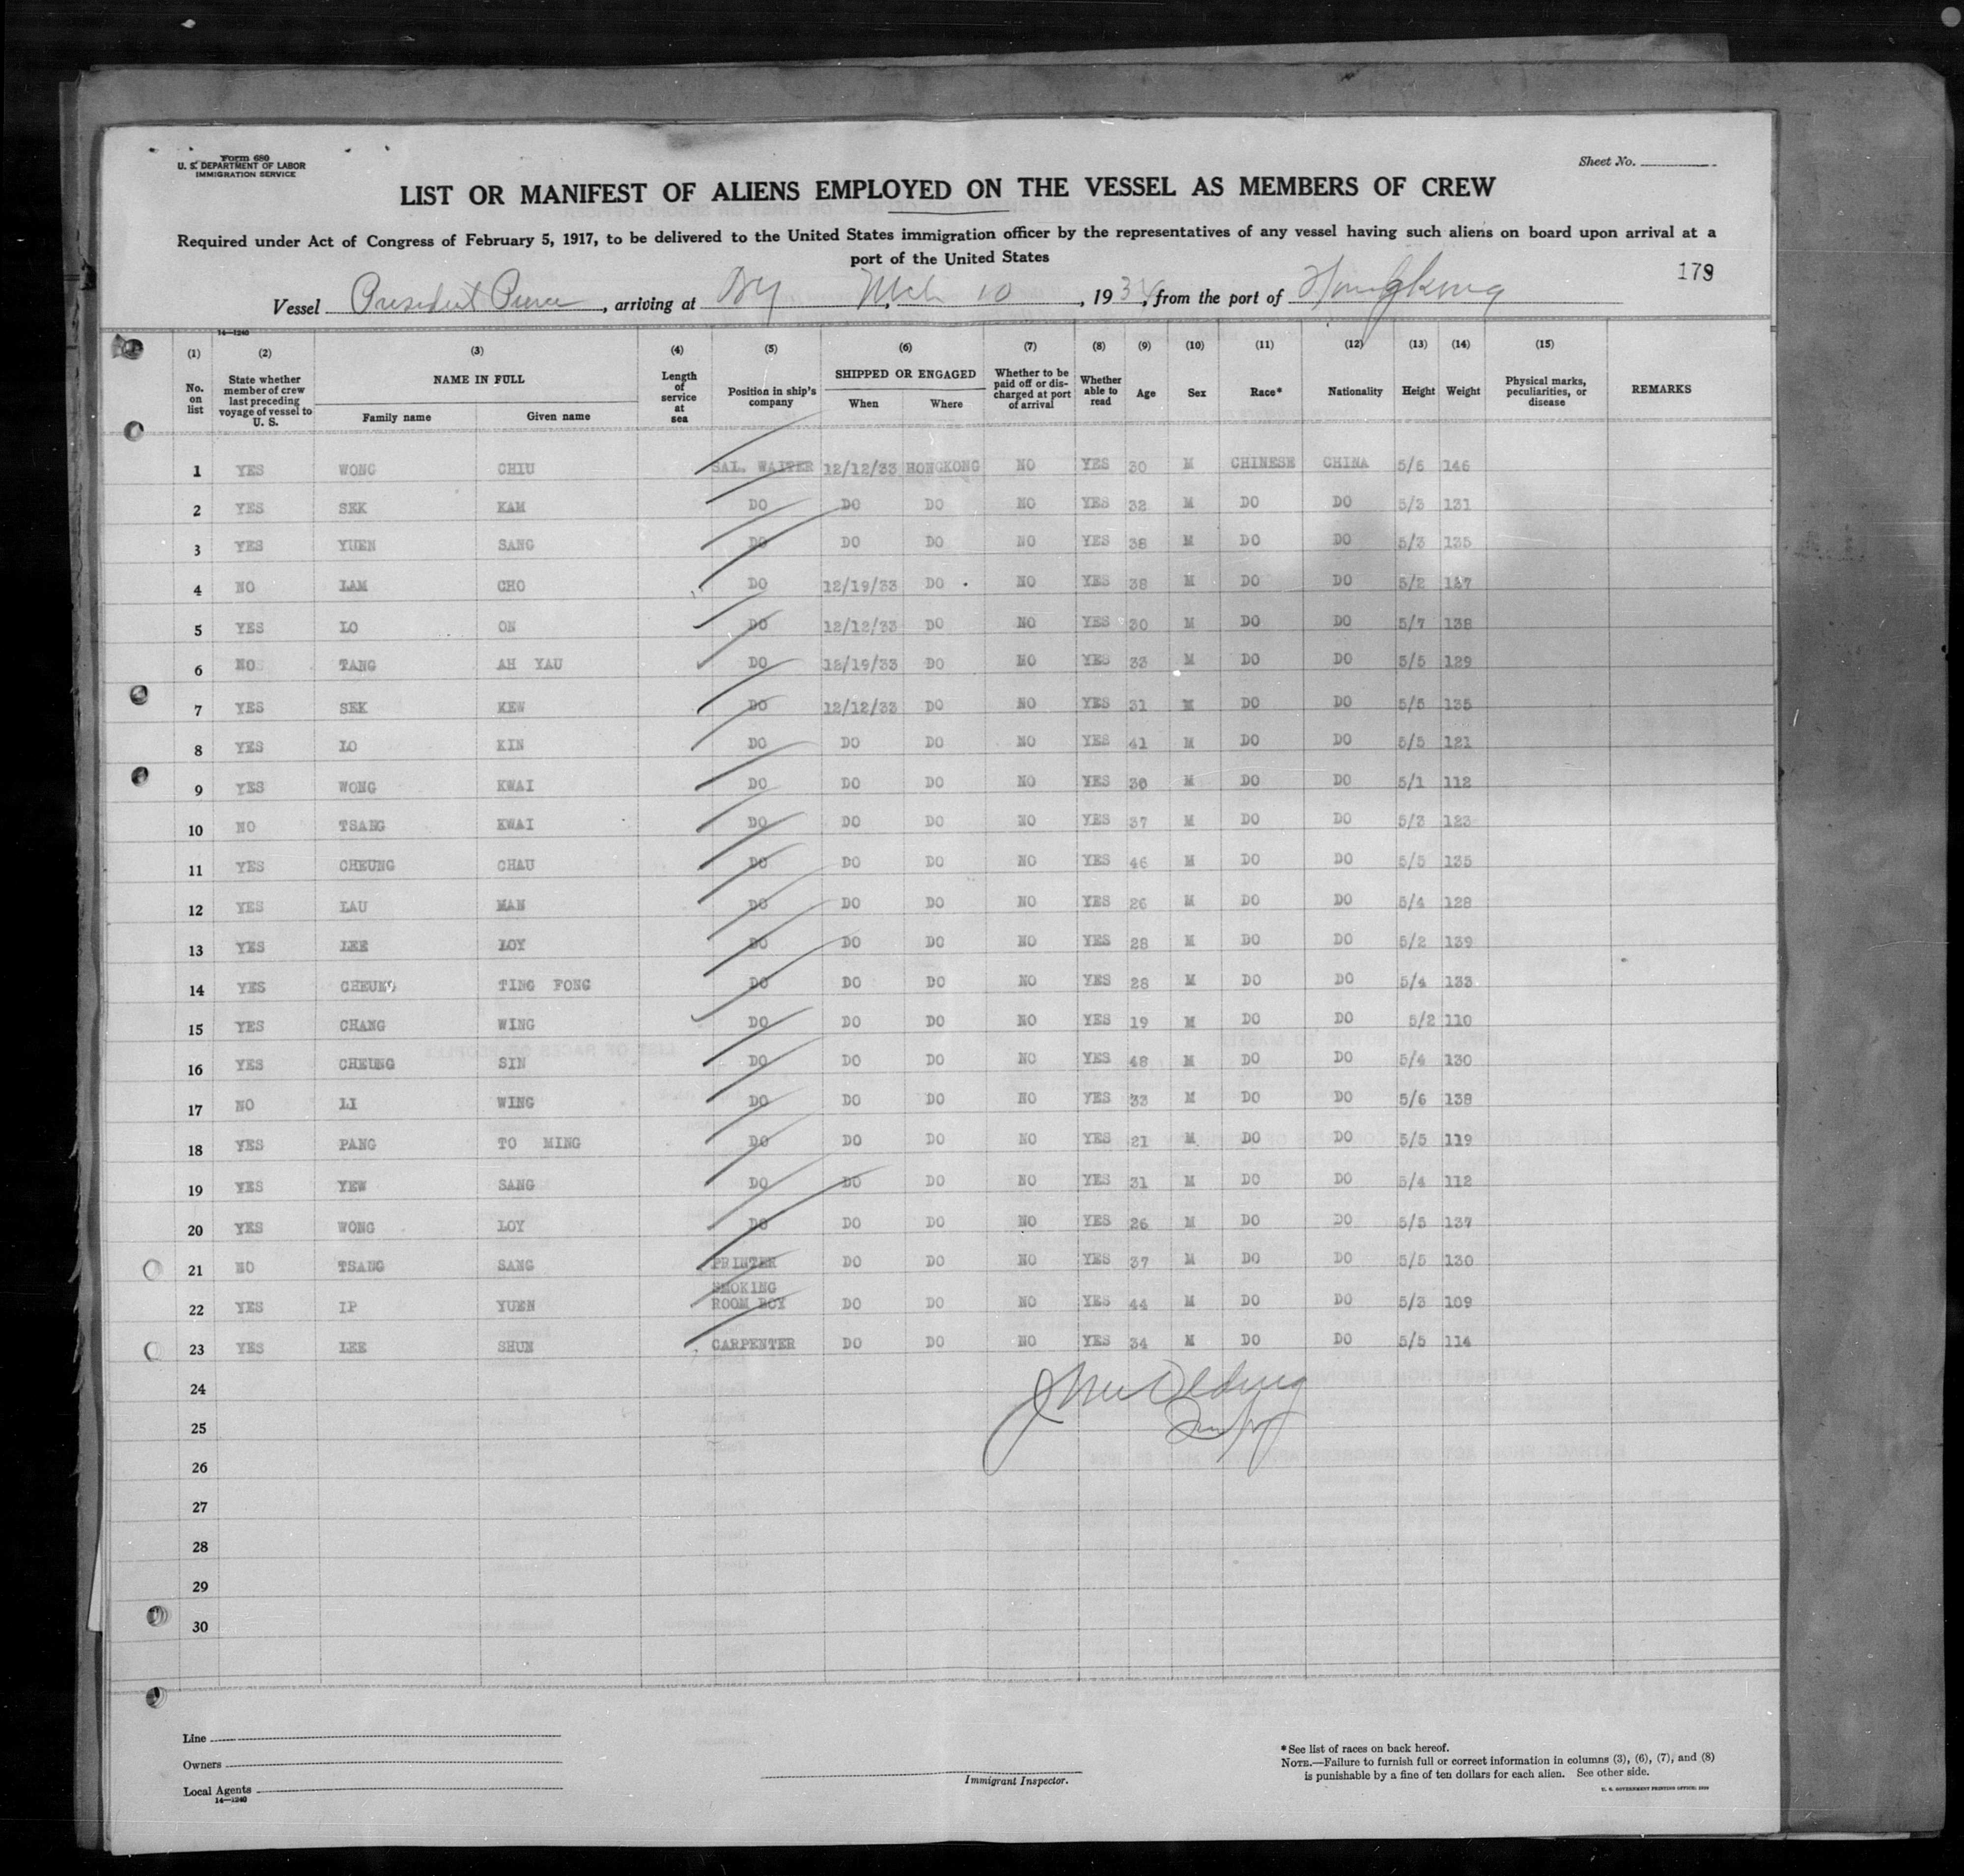 Form 680
U. S. DEPARTMENT OF LABOR
IMMIGRATION SERVICE
Sheet No.
LIST OR MANIFEST OF ALIENS EMPLOYED ON THE VESSEL AS MEMBERS OF CREW
Required under Act of Congress of February 5, 1917, to be delivered to the United States immigration officer by the representatives of any vessel having such aliens on board upon arrival at a
port of the United States
179
Vessel President Pierce, arriving at NY Mch 10, 1934, from the port of Hongkong
14—1240
(1) (2) (3) (4) (5) (6) (7) (8) (9) (10) (11) (12) (13) (14) (15)
No. on list State whether member of crew last preceding voyage of vessel to U. S. NAME IN FULL Family name Given name Length of service at sea Position in ship's company SHIPPED OR ENGAGED When Where Whether to be paid off or discharged at port of arrival Whether able to read Age Sex Race* Nationality Height Weight Physical marks, peculiarities, or disease REMARKS
1 YES WONG CHIU SAL. WAITER 12/12/33 HONGKONG NO YES 30 M CHINESE CHINA 5/6 146
2 YES SEK KAM DO DO DO NO YES 32 M DO DO 5/3 131
3 YES YUEN SANG DO DO DO NO YES 38 M DO DO 5/3 135
4 NO LAM CHO DO 12/19/33 DO NO YES 38 M DO DO 5/2 127
5 YES LO ON DO 12/12/33 DO NO YES 30 M DO DO 5/7 138
6 NO TANG AH YAU DO 12/19/33 DO NO YES 33 M DO DO 5/5 129
7 YES SEK KEW DO 12/12/33 DO NO YES 31 M DO DO 5/5 135
8 YES LO KIN DO DO DO NO YES 41 M DO DO 5/5 121
9 YES WONG KWAI DO DO DO NO YES 30 M DO DO 5/1 112
10 NO TSANG KWAI DO DO DO NO YES 37 M DO DO 5/3 123
11 YES CHEUNG CHAU DO DO DO NO YES 46 M DO DO 5/5 135
12 YES LAU MAN DO DO DO NO YES 26 M DO DO 5/4 128
13 YES LEE LOY DO DO DO NO YES 28 M DO DO 5/2 139
14 YES CHEUNG TING FONG DO DO DO NO YES 28 M DO DO 5/4 133
15 YES CHANG WING DO DO DO NO YES 19 M DO DO 5/2 110
16 YES CHEUNG SIN DO DO DO NO YES 48 M DO DO 5/4 130
17 NO LI WING DO DO DO NO YES 33 M DO DO 5/6 138
18 YES PANG TO MING DO DO DO NO YES 21 M DO DO 5/5 119
19 YES YEW SANG DO DO DO NO YES 31 M DO DO 5/4 112
20 YES WONG LOY DO DO DO NO YES 26 M DO DO 5/5 137
21 NO TSANG SANG PRINTER DO DO NO YES 37 M DO DO 5/5 130
22 YES IP YUEN SMOKING ROOM BOY DO DO NO YES 44 M DO DO 5/3 109
23 YES LEE SHUN CARPENTER DO DO NO YES 34 M DO DO 5/5 114
24
25
26
27
28
29
30
Line
Owners
Local Agents
14—1240
Immigrant Inspector.
*See list of races on back hereof.
NOTE.—Failure to furnish full or correct information in columns (3), (6), (7), and (8)
is punishable by a fine of ten dollars for each alien. See other side.